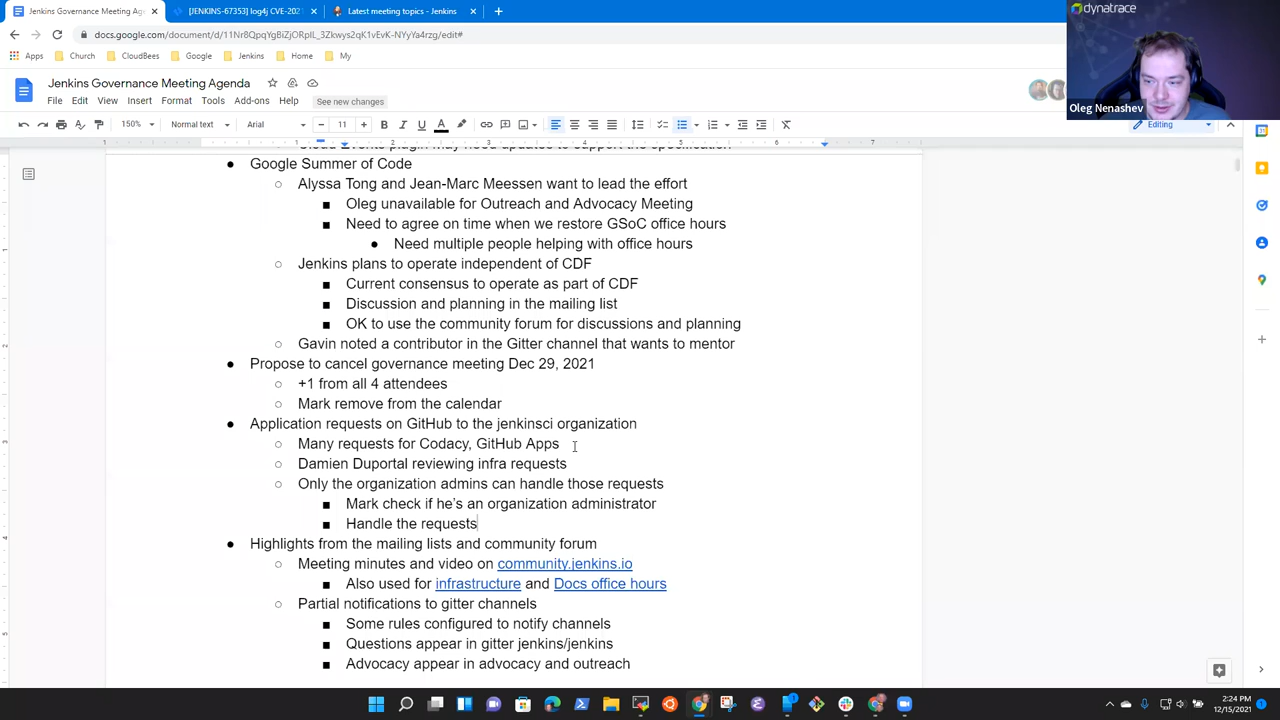 Jenkins Governance Meeting Age
[JENKINS-67353] log4j CVE-202
Latest meeting topics - Jenkins
docs.google.com/document/d/11Nr8QpqYgBiZjORpIL_3Zkwys2qK1vEvK-NYyYa4rzg/edit#
Apps
Church
CloudBees
Google
Jenkins
Home
My
dynatrace
Oleg Nenashev
Jenkins Governance Meeting Agenda
File Edit View Insert Format Tools Add-ons Help See new changes
150% Normal text Arial 11 Editing
Google Summer of Code
Alyssa Tong and Jean-Marc Meessen want to lead the effort
Oleg unavailable for Outreach and Advocacy Meeting
Need to agree on time when we restore GSoC office hours
Need multiple people helping with office hours
Jenkins plans to operate independent of CDF
Current consensus to operate as part of CDF
Discussion and planning in the mailing list
OK to use the community forum for discussions and planning
Gavin noted a contributor in the Gitter channel that wants to mentor
Propose to cancel governance meeting Dec 29, 2021
+1 from all 4 attendees
Mark remove from the calendar
Application requests on GitHub to the jenkinsci organization
Many requests for Codacy, GitHub Apps
Damien Duportal reviewing infra requests
Only the organization admins can handle those requests
Mark check if he's an organization administrator
Handle the requests
Highlights from the mailing lists and community forum
Meeting minutes and video on community.jenkins.io
Also used for infrastructure and Docs office hours
Partial notifications to gitter channels
Some rules configured to notify channels
Questions appear in gitter jenkins/jenkins
Advocacy appear in advocacy and outreach
2:24 PM
12/15/2021